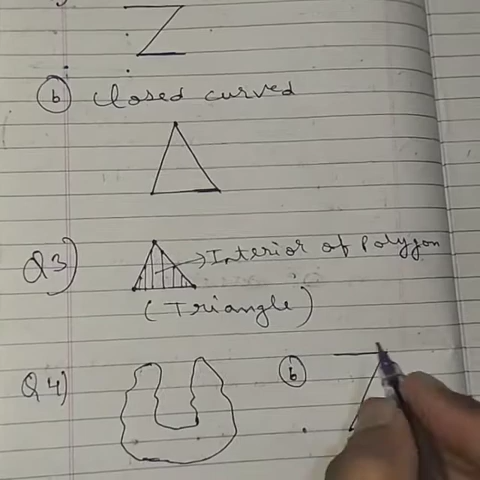 (b) Closed curved
Q3) Interior of Polygon
(Triangle)
Q4) (b)